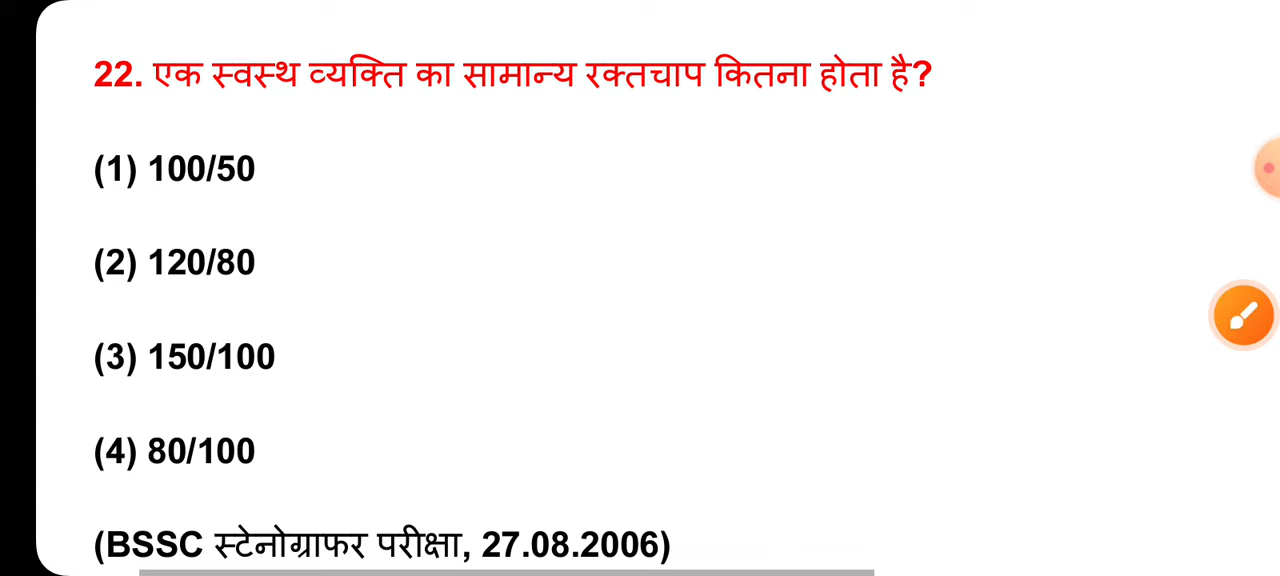 22. एक स्वस्थ व्यक्ति का सामान्य रक्तचाप कितना होता है?
(1) 100/50
(2) 120/80
(3) 150/100
(4) 80/100
(BSSC स्टेनोग्राफर परीक्षा, 27.08.2006)